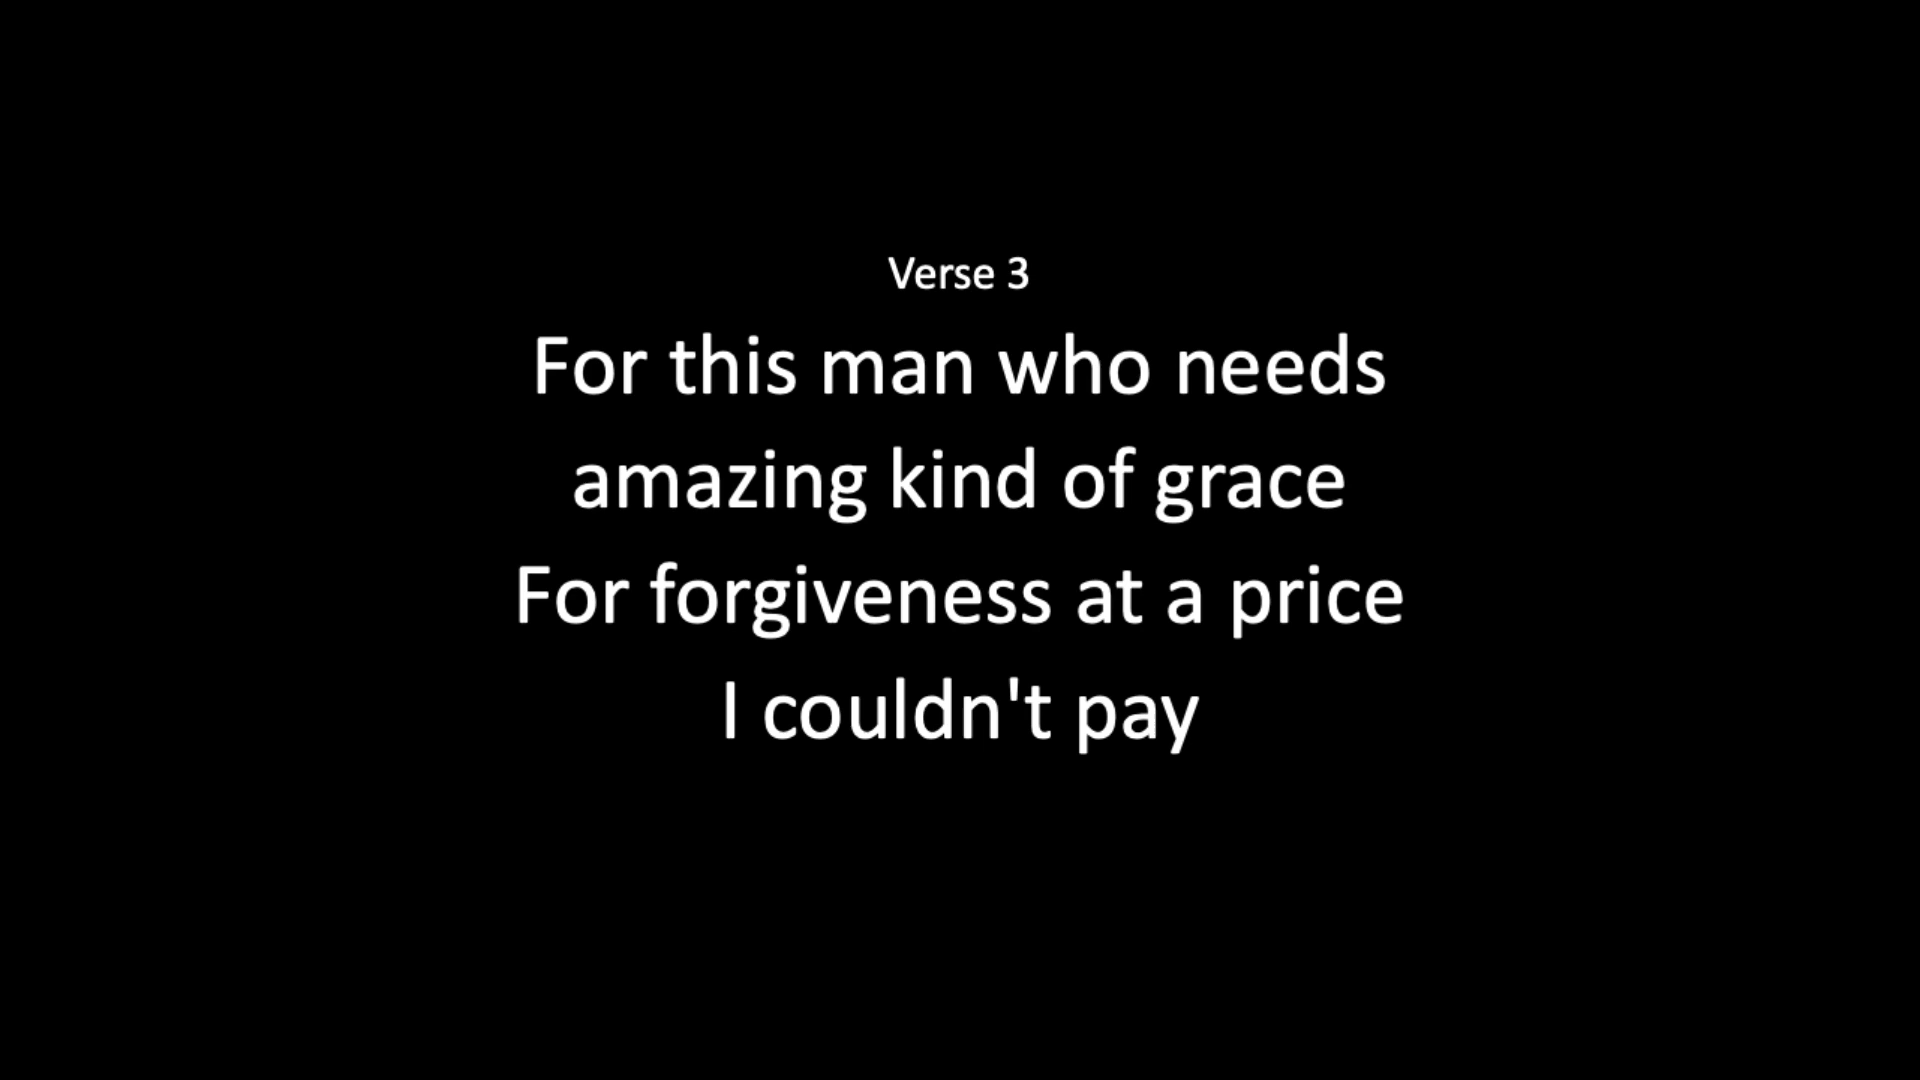 Verse 3
For this man who needs
amazing kind of grace
For forgiveness at a price
I couldn't pay